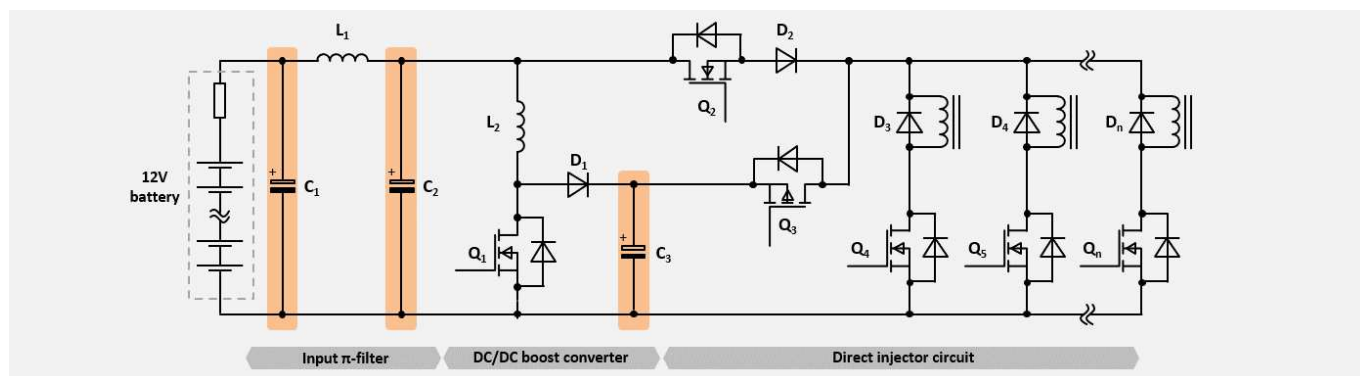 L1
D2
Q2
L2
D1
12V
battery
+
C1
+
C2
+
C3
Q1
Q3
D3
D4
Dn
Q4
Q5
Qn
Input π-filter
DC/DC boost converter
Direct injector circuit